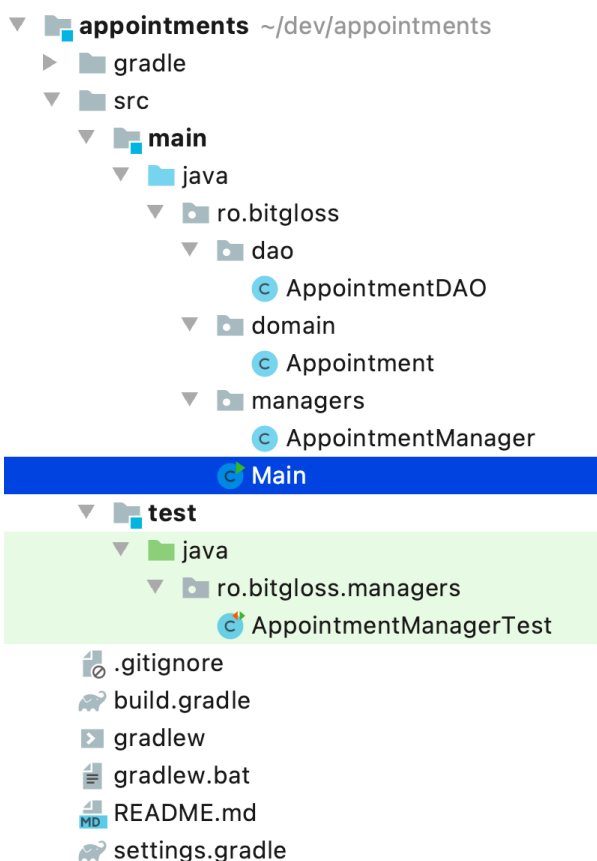 appointments ~/dev/appointments
gradle
src
main
java
ro.bitgloss
dao
C AppointmentDAO
domain
C Appointment
managers
C AppointmentManager
C Main
test
java
ro.bitgloss.managers
C AppointmentManagerTest
.gitignore
build.gradle
gradlew
gradlew.bat
MD README.md
settings.gradle